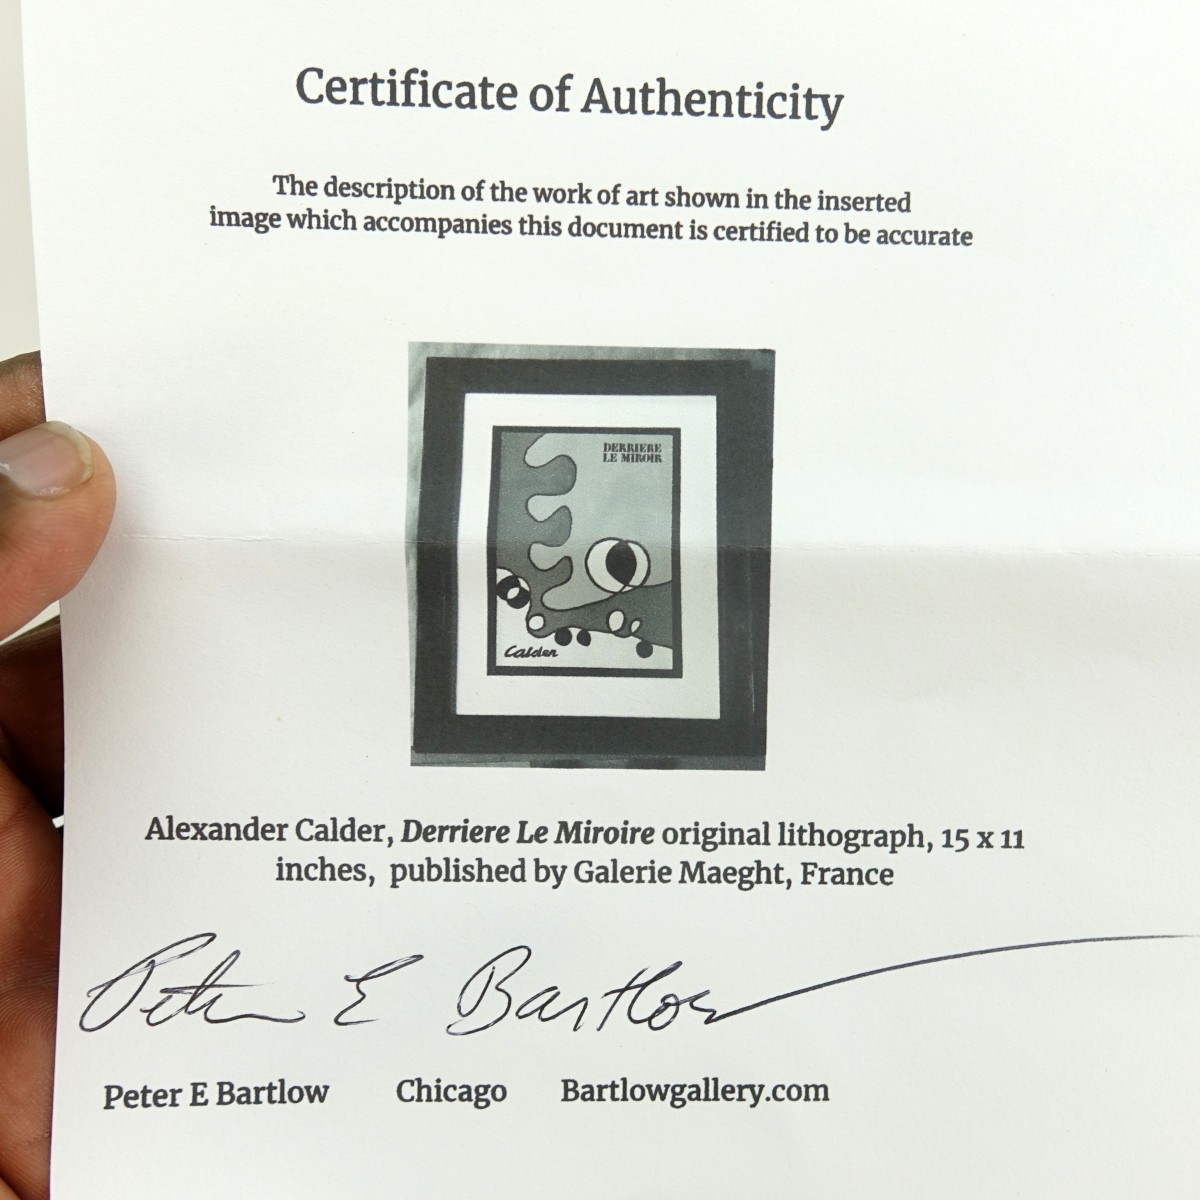 Certificate of Authenticity
The description of the work of art shown in the inserted
image which accompanies this document is certified to be accurate
DERRIERE
LE MIROIR
Calder
Alexander Calder, Derriere Le Miroire original lithograph, 15 x 11
inches, published by Galerie Maeght, France
Peter E Bartlow
Peter E Bartlow Chicago Bartlowgallery.com